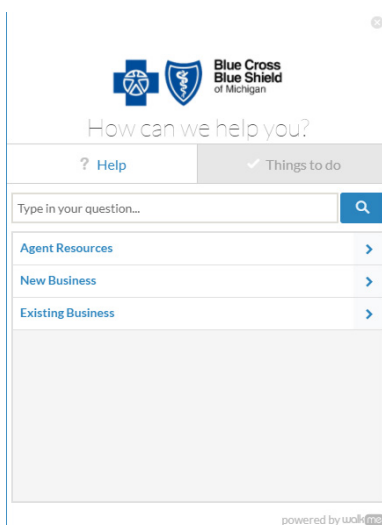 Blue Cross
Blue Shield
of Michigan
How can we help you?
? Help
Things to do
Type in your question...
Agent Resources
New Business
Existing Business
powered by walkme